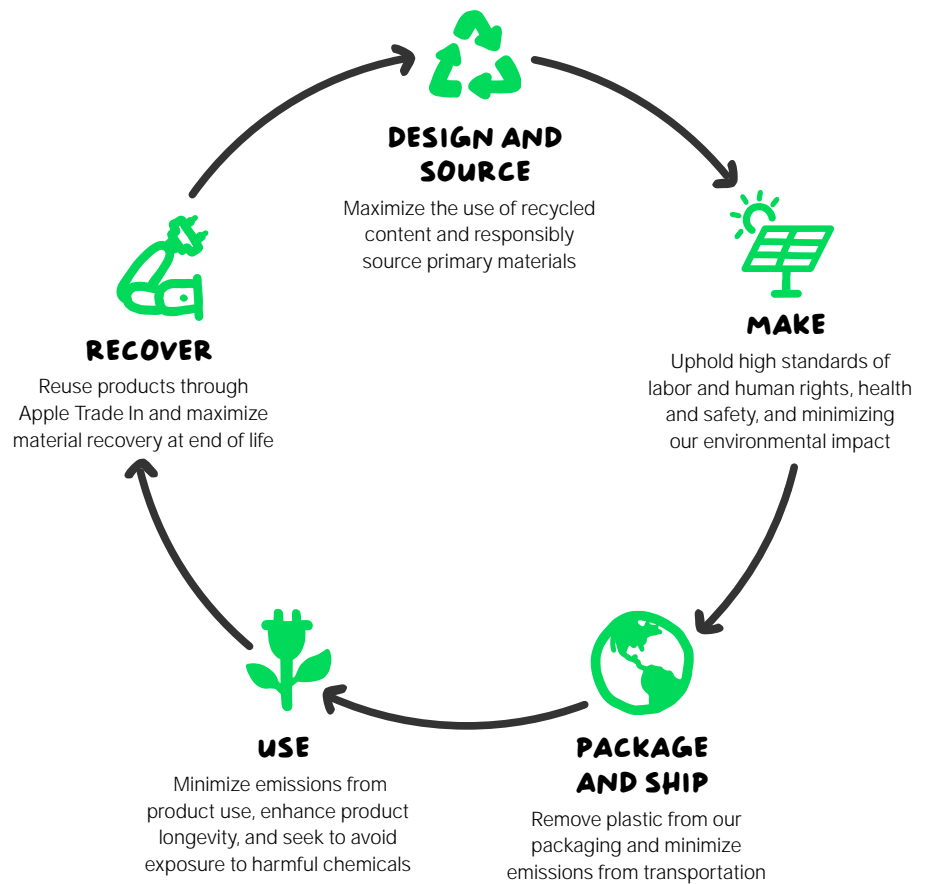 DESIGN AND
SOURCE
Maximize the use of recycled
content and responsibly
source primary materials
MAKE
Uphold high standards of
labor and human rights, health
and safety, and minimizing
our environmental impact
PACKAGE
AND SHIP
Remove plastic from our
packaging and minimize
emissions from transportation
USE
Minimize emissions from
product use, enhance product
longevity, and seek to avoid
exposure to harmful chemicals
RECOVER
Reuse products through
Apple Trade In and maximize
material recovery at end of life